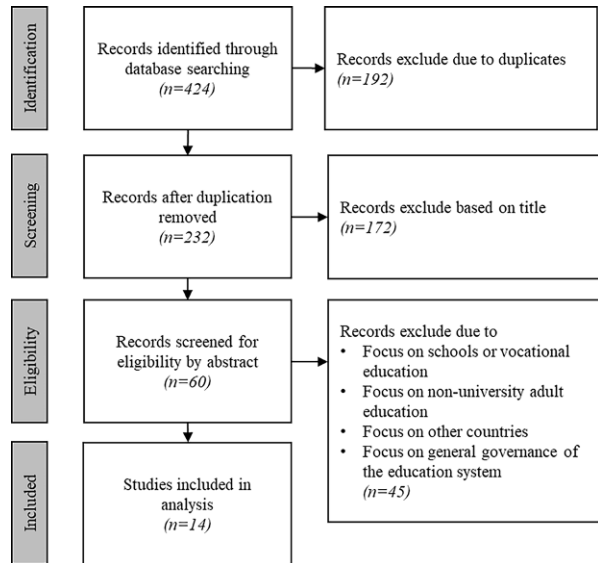 Identification
Records identified through
database searching
(n=424)
Records exclude due to duplicates
(n=192)
Screening
Records after duplication
removed
(n=232)
Records exclude based on title
(n=172)
Eligibility
Records screened for
eligibility by abstract
(n=60)
Records exclude due to
• Focus on schools or vocational
education
• Focus on non-university adult
education
• Focus on other countries
• Focus on general governance of
the education system
(n=45)
Included
Studies included in
analysis
(n=14)